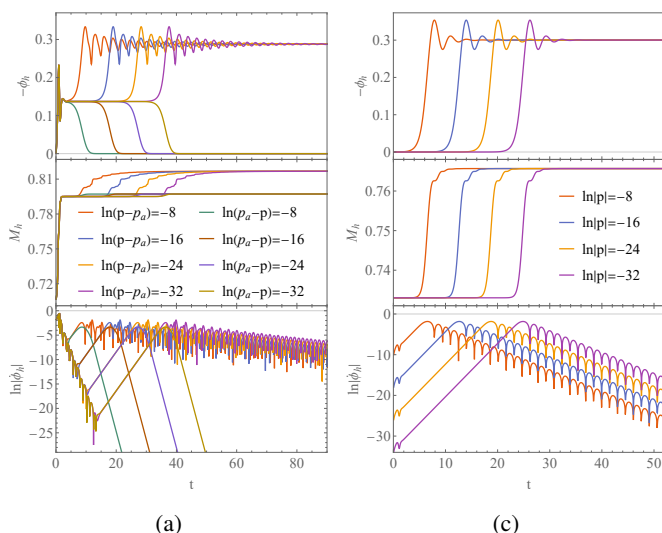 0.3
0.2
0.1
0
−ϕh
0.81
0.78
0.75
0.72
Mh
ln(p−pa)=−8
ln(pa−p)=−8
ln(p−pa)=−16
ln(pa−p)=−16
ln(p−pa)=−24
ln(pa−p)=−24
ln(p−pa)=−32
ln(pa−p)=−32
0
−5
−10
−15
−20
−25
ln|ϕ̇h|
0 20 40 60 80
t
(a)
0.3
0.2
0.1
0
−ϕh
0.76
0.75
0.74
Mh
ln|p|=−8
ln|p|=−16
ln|p|=−24
ln|p|=−32
0
−10
−20
−30
ln|ϕ̇h|
0 10 20 30 40 50
t
(c)